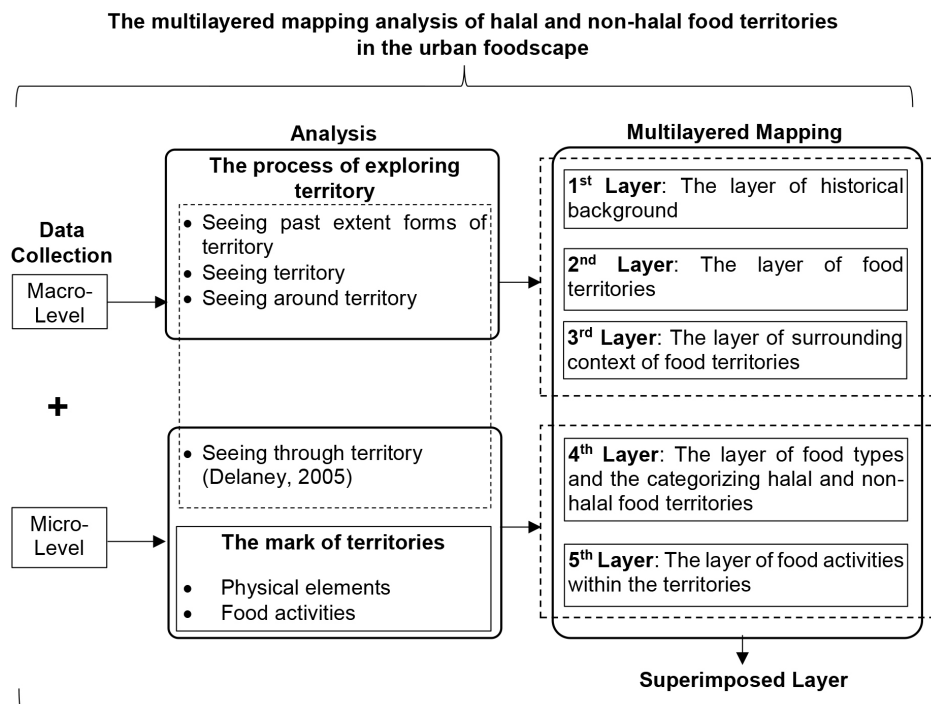 The multilayered mapping analysis of halal and non-halal food territories
in the urban foodscape
Data
Collection
Macro-
Level
+
Micro-
Level
Analysis
The process of exploring
territory
• Seeing past extent forms of
territory
• Seeing territory
• Seeing around territory
• Seeing through territory
(Delaney, 2005)
The mark of territories
• Physical elements
• Food activities
Multilayered Mapping
1st Layer: The layer of historical
background
2nd Layer: The layer of food
territories
3rd Layer: The layer of surrounding
context of food territories
4th Layer: The layer of food types
and the categorizing halal and non-
halal food territories
5th Layer: The layer of food activities
within the territories
Superimposed Layer